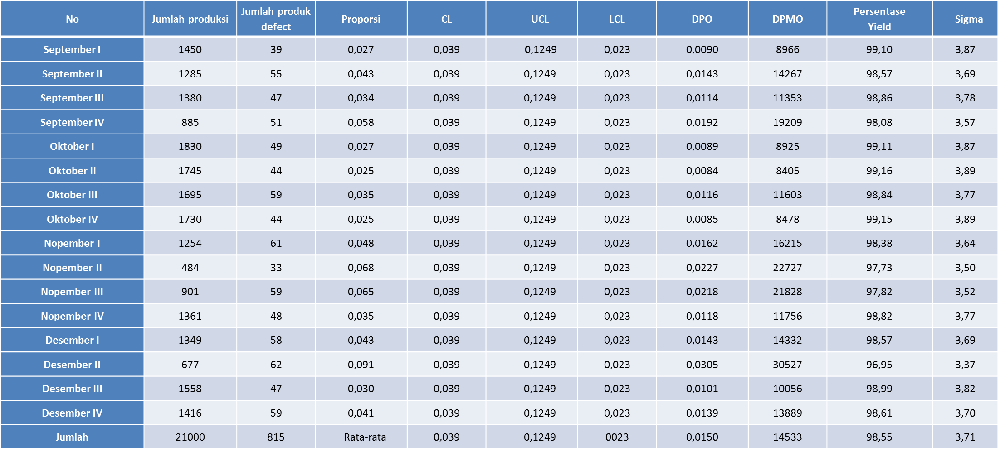 No Jumlah produksi Jumlah produk defect Proporsi CL UCL LCL DPO DPMO Persentase Yield Sigma
September I 1450 39 0,027 0,039 0,1249 0,023 0,0090 8966 99,10 3,87
September II 1285 55 0,043 0,039 0,1249 0,023 0,0143 14267 98,57 3,69
September III 1380 47 0,034 0,039 0,1249 0,023 0,0114 11353 98,86 3,78
September IV 885 51 0,058 0,039 0,1249 0,023 0,0192 19209 98,08 3,57
Oktober I 1830 49 0,027 0,039 0,1249 0,023 0,0089 8925 99,11 3,87
Oktober II 1745 44 0,025 0,039 0,1249 0,023 0,0084 8405 99,16 3,89
Oktober III 1695 59 0,035 0,039 0,1249 0,023 0,0116 11603 98,84 3,77
Oktober IV 1730 44 0,025 0,039 0,1249 0,023 0,0085 8478 99,15 3,89
Nopember I 1254 61 0,048 0,039 0,1249 0,023 0,0162 16215 98,38 3,64
Nopember II 484 33 0,068 0,039 0,1249 0,023 0,0227 22727 97,73 3,50
Nopember III 901 59 0,065 0,039 0,1249 0,023 0,0218 21828 97,82 3,52
Nopember IV 1361 48 0,035 0,039 0,1249 0,023 0,0118 11756 98,82 3,77
Desember I 1349 58 0,043 0,039 0,1249 0,023 0,0143 14332 98,57 3,69
Desember II 677 62 0,091 0,039 0,1249 0,023 0,0305 30527 96,95 3,37
Desember III 1558 47 0,030 0,039 0,1249 0,023 0,0101 10056 98,99 3,82
Desember IV 1416 59 0,041 0,039 0,1249 0,023 0,0139 13889 98,61 3,70
Jumlah 21000 815 Rata-rata 0,039 0,1249 0023 0,0150 14533 98,55 3,71